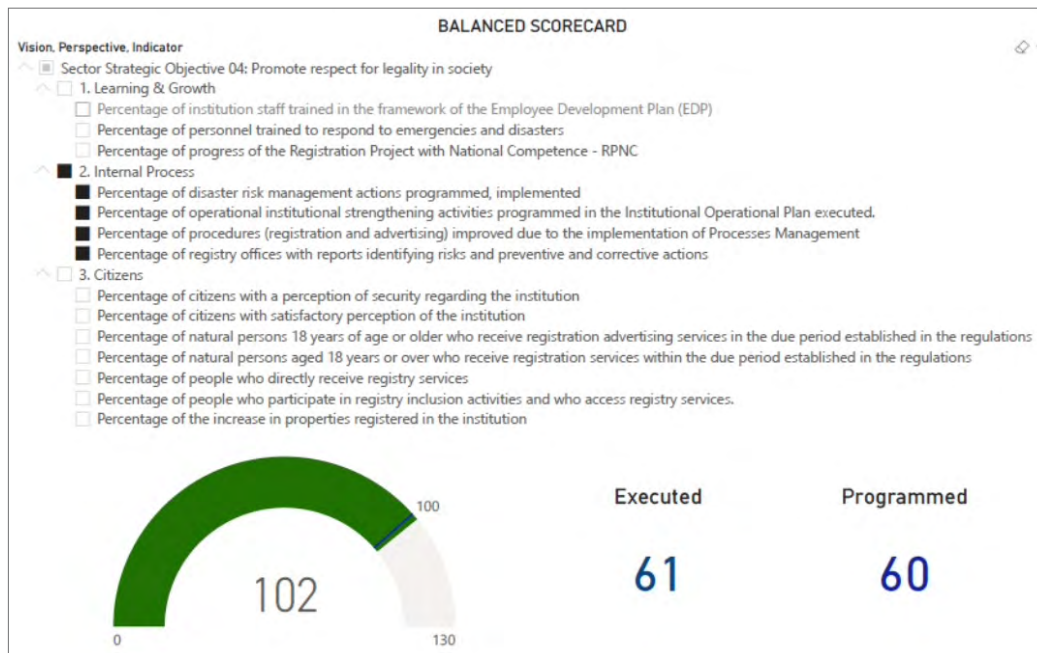 BALANCED SCORECARD
Vision, Perspective, Indicator
Sector Strategic Objective 04: Promote respect for legality in society
1. Learning & Growth
Percentage of institution staff trained in the framework of the Employee Development Plan (EDP)
Percentage of personnel trained to respond to emergencies and disasters
Percentage of progress of the Registration Project with National Competence - RPNC
2. Internal Process
Percentage of disaster risk management actions programmed, implemented
Percentage of operational institutional strengthening activities programmed in the Institutional Operational Plan executed.
Percentage of procedures (registration and advertising) improved due to the implementation of Processes Management
Percentage of registry offices with reports identifying risks and preventive and corrective actions
3. Citizens
Percentage of citizens with a perception of security regarding the institution
Percentage of citizens with satisfactory perception of the institution
Percentage of natural persons 18 years of age or older who receive registration advertising services in the due period established in the regulations
Percentage of natural persons aged 18 years or over who receive registration services within the due period established in the regulations
Percentage of people who directly receive registry services
Percentage of people who participate in registry inclusion activities and who access registry services.
Percentage of the increase in properties registered in the institution
100
102
0
130
Executed
61
Programmed
60